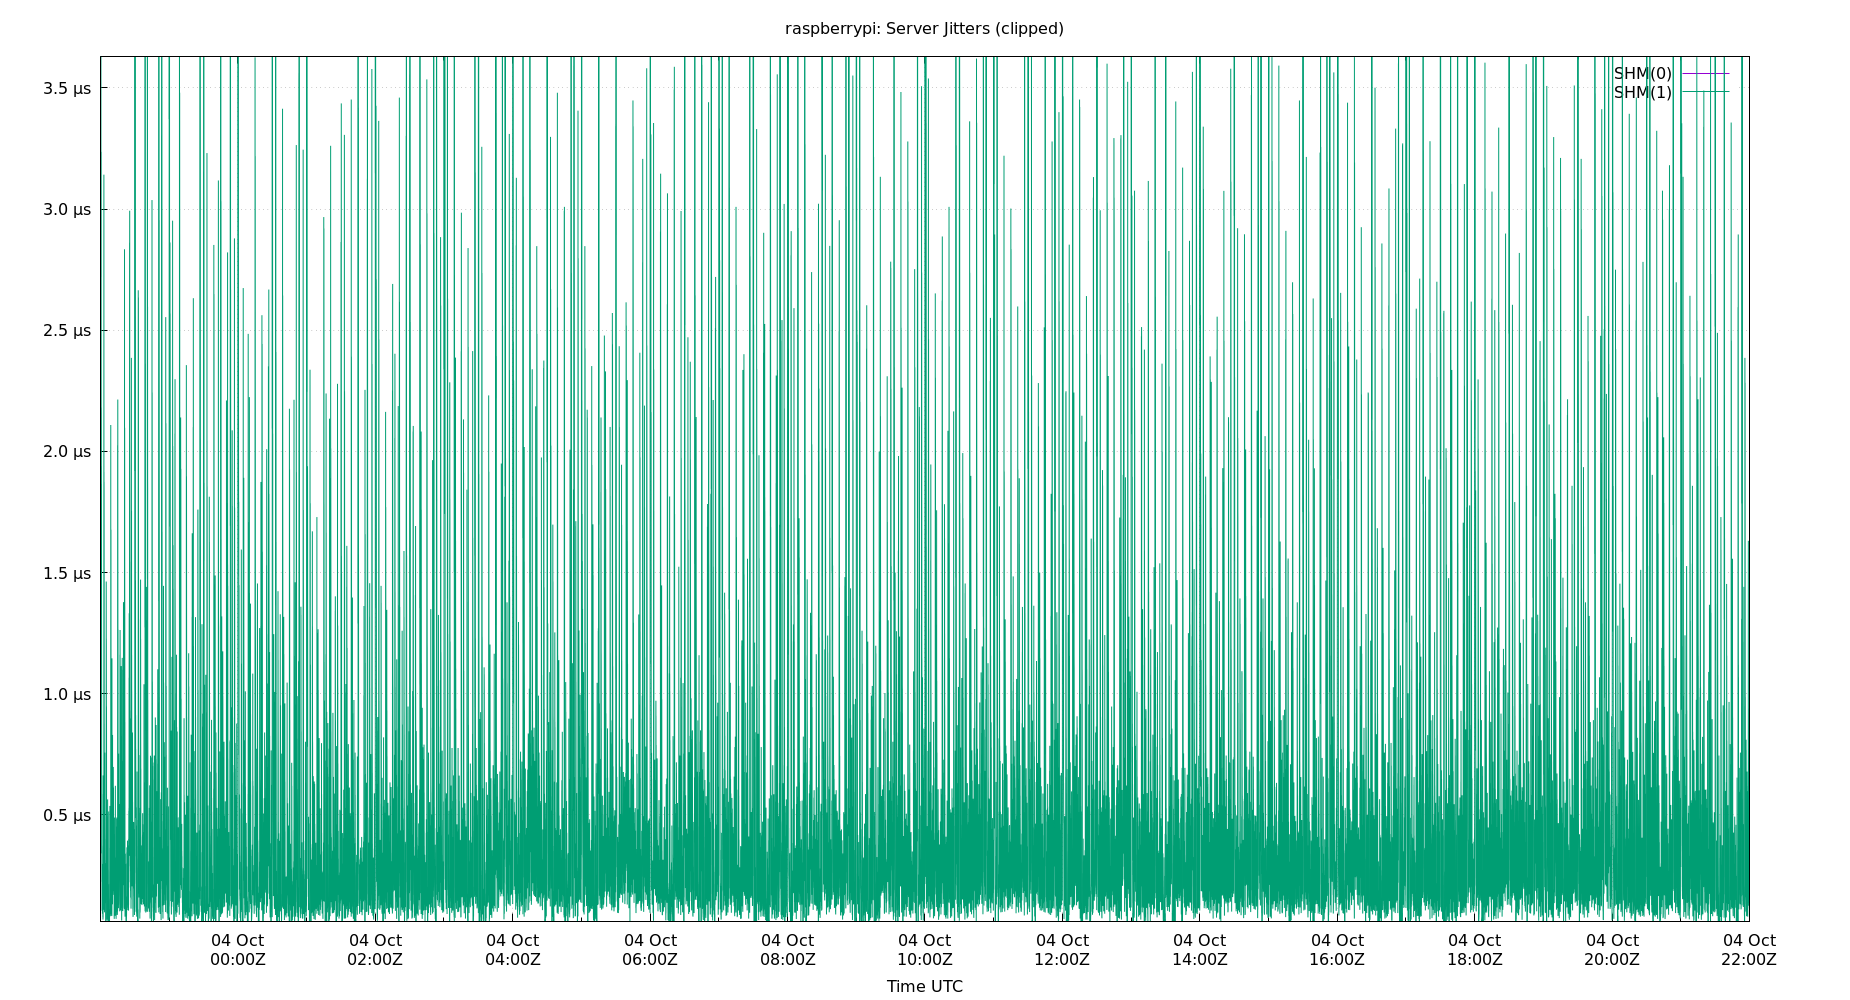 raspberrypi: Server Jitters (clipped)
SHM(0)
SHM(1)
3.5 μs
3.0 μs
2.5 μs
2.0 μs
1.5 μs
1.0 μs
0.5 μs
04 Oct 04 Oct 04 Oct 04 Oct 04 Oct 04 Oct 04 Oct 04 Oct 04 Oct 04 Oct 04 Oct 04 Oct
00:00Z 02:00Z 04:00Z 06:00Z 08:00Z 10:00Z 12:00Z 14:00Z 16:00Z 18:00Z 20:00Z 22:00Z
Time UTC